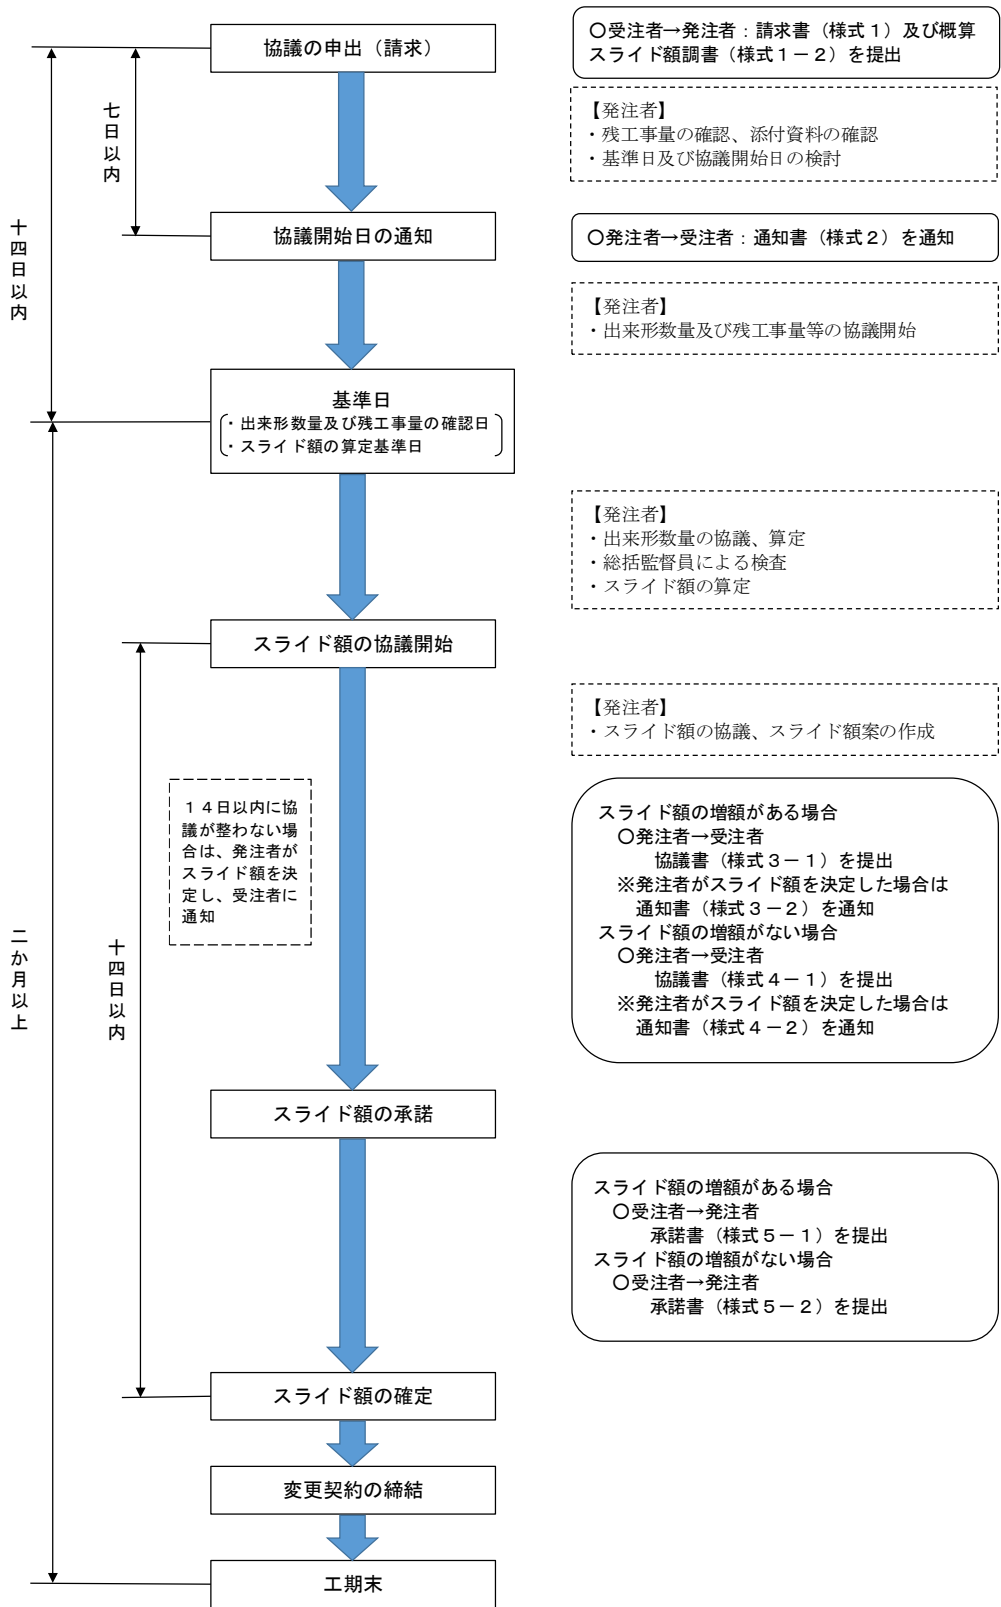 協議の申出（請求）
〇受注者→発注者：請求書（様式１）及び概算
スライド額調書（様式１－２）を提出
七日以内
【発注者】
・残工事量の確認、添付資料の確認
・基準日及び協議開始日の検討
十四日以内
協議開始日の通知
〇発注者→受注者：通知書（様式２）を通知
【発注者】
・出来形数量及び残工事量等の協議開始
基準日
・出来形数量及び残工事量の確認日
・スライド額の算定基準日
【発注者】
・出来形数量の協議、算定
・総括監督員による検査
・スライド額の算定
スライド額の協議開始
【発注者】
・スライド額の協議、スライド額案の作成
１４日以内に協
議が整わない場
合は、発注者が
スライド額を決
定し、受注者に
通知
スライド額の増額がある場合
〇発注者→受注者
協議書（様式３－１）を提出
※発注者がスライド額を決定した場合は
通知書（様式３－２）を通知
スライド額の増額がない場合
〇発注者→受注者
協議書（様式４－１）を提出
※発注者がスライド額を決定した場合は
通知書（様式４－２）を通知
二か月以上
十四日以内
スライド額の承諾
スライド額の増額がある場合
〇受注者→発注者
承諾書（様式５－１）を提出
スライド額の増額がない場合
〇受注者→発注者
承諾書（様式５－２）を提出
スライド額の確定
変更契約の締結
工期末